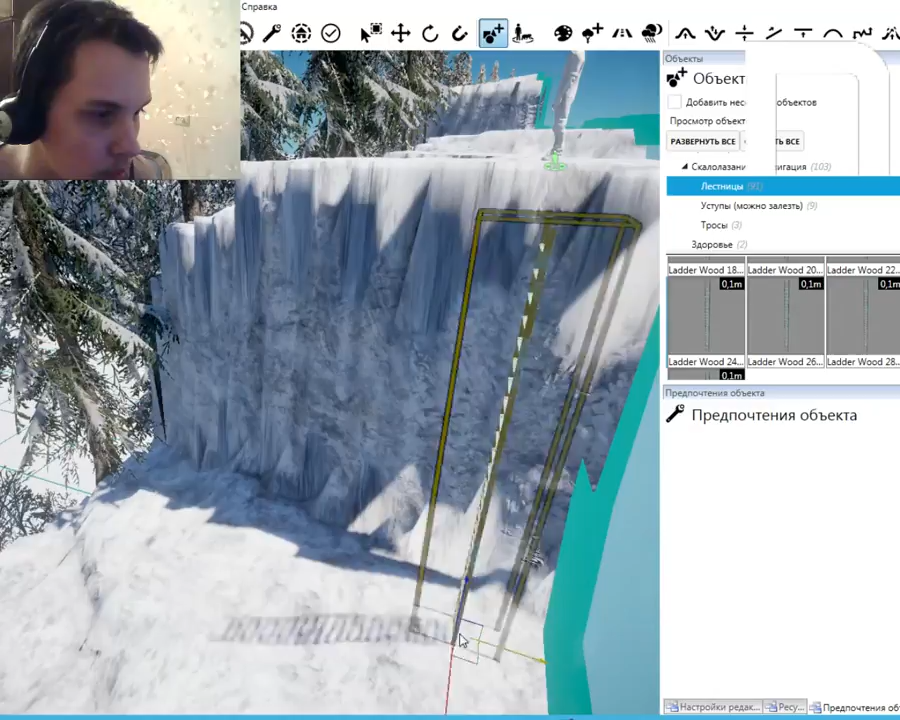 Справка
Объекты
Объект
Добавить нес объектов
Просмотр объект
РАЗВЕРНУТЬ ВСЕ ТЬ ВСЕ
Скалолазани игация (103)
Лестницы (91)
Уступы (можно залезть) (9)
Тросы (3)
Здоровье (2)
Ladder Wood 18... Ladder Wood 20... Ladder Wood 22...
0,1m 0,1m 0,1m
Ladder Wood 24... Ladder Wood 26... Ladder Wood 28...
0,1m
Предпочтения объекта
Предпочтения объекта
Настройки редак... Ресу... Предпочтения об